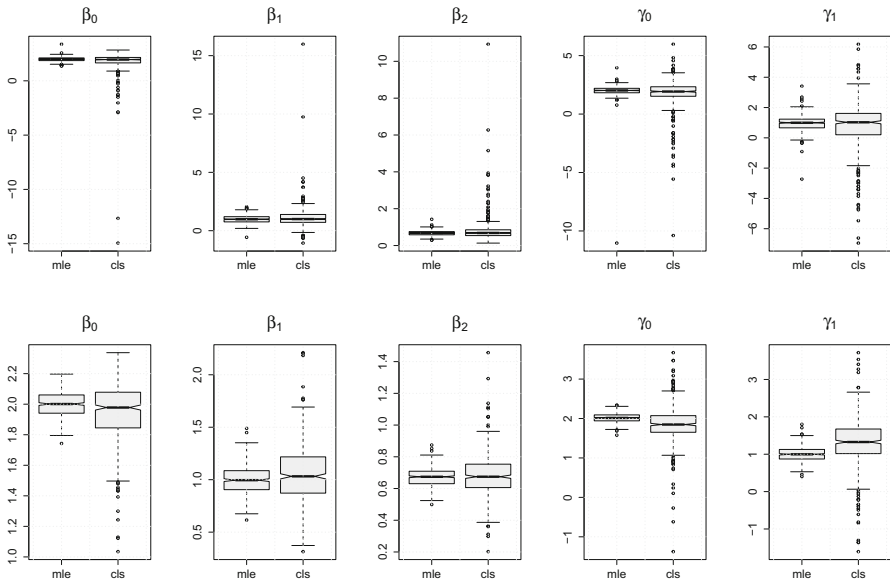 β₀ β₁ β₂ γ₀ γ₁
5 0 −5 −10 −15
15 10 5 0
10 8 6 4 2 0
5 0 −5 −10
6 4 2 0 −2 −4 −6
mle cls mle cls mle cls mle cls mle cls
β₀ β₁ β₂ γ₀ γ₁
2.2 2.0 1.8 1.6 1.4 1.2 1.0
2.0 1.5 1.0 0.5
1.4 1.2 1.0 0.8 0.6 0.4 0.2
3 2 1 0 −1
3 2 1 0 −1
mle cls mle cls mle cls mle cls mle cls